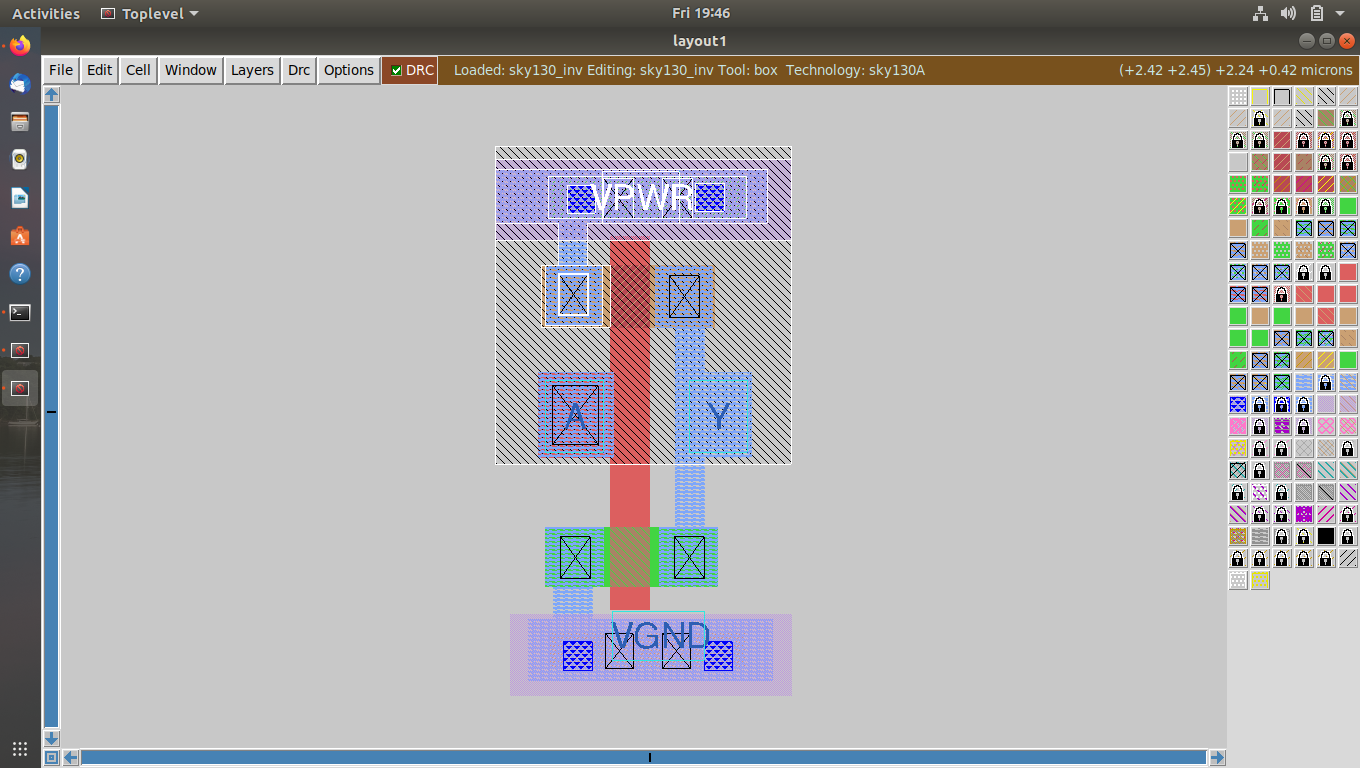 Activities Toplevel Fri 19:46
layout1
File Edit Cell Window Layers Drc Options DRC Loaded: sky130_inv Editing: sky130_inv Tool: box Technology: sky130A (+2.42 +2.45) +2.24 +0.42 microns
VPWR
A Y
VGND